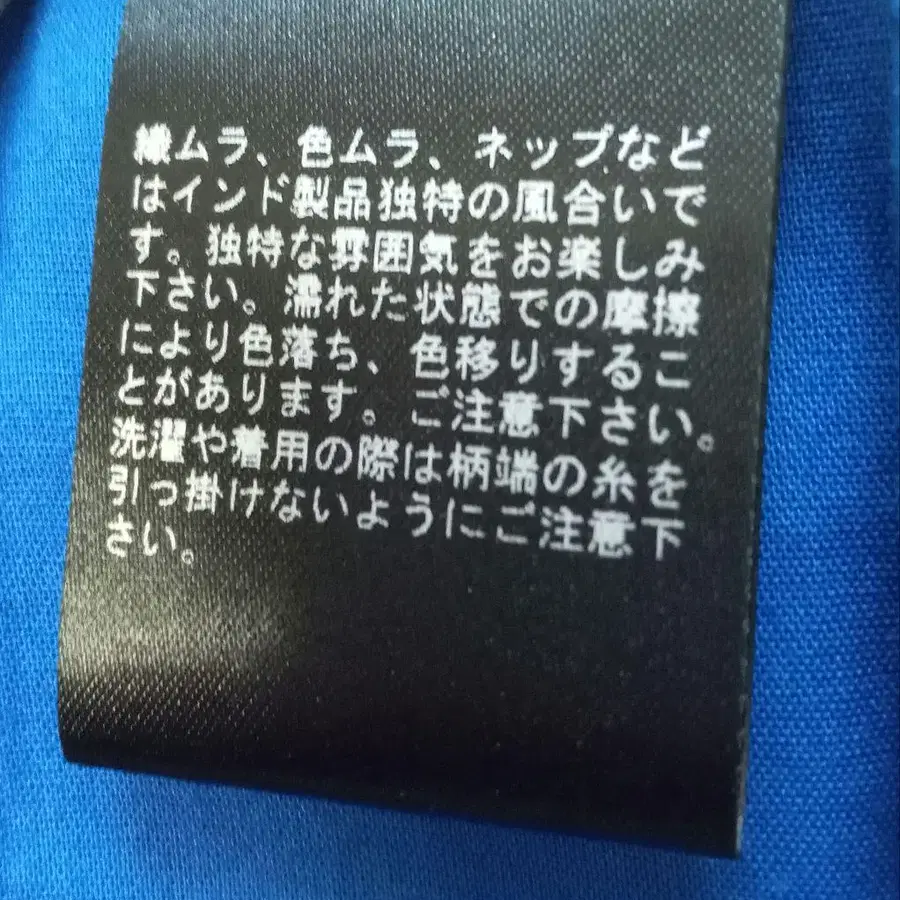 織ムラ、色ムラ、ネップなど
はインド製品独特の風合いで
す。独特な雰囲気をお楽しみ
下さい。濡れた状態での摩擦
により色落ち、色移りするこ
とがあります。ご注意下さい。
洗濯や着用の際は柄端の糸を
引っ掛けないようにご注意下
さい。